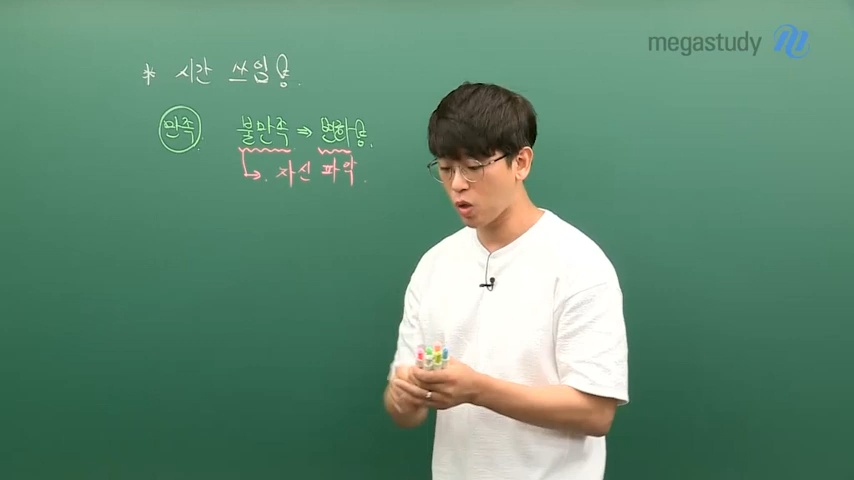 megastudy
* 시간 쓰임용.
만족 불만족 ⇒ 변화용.
↳. 자신 파악.